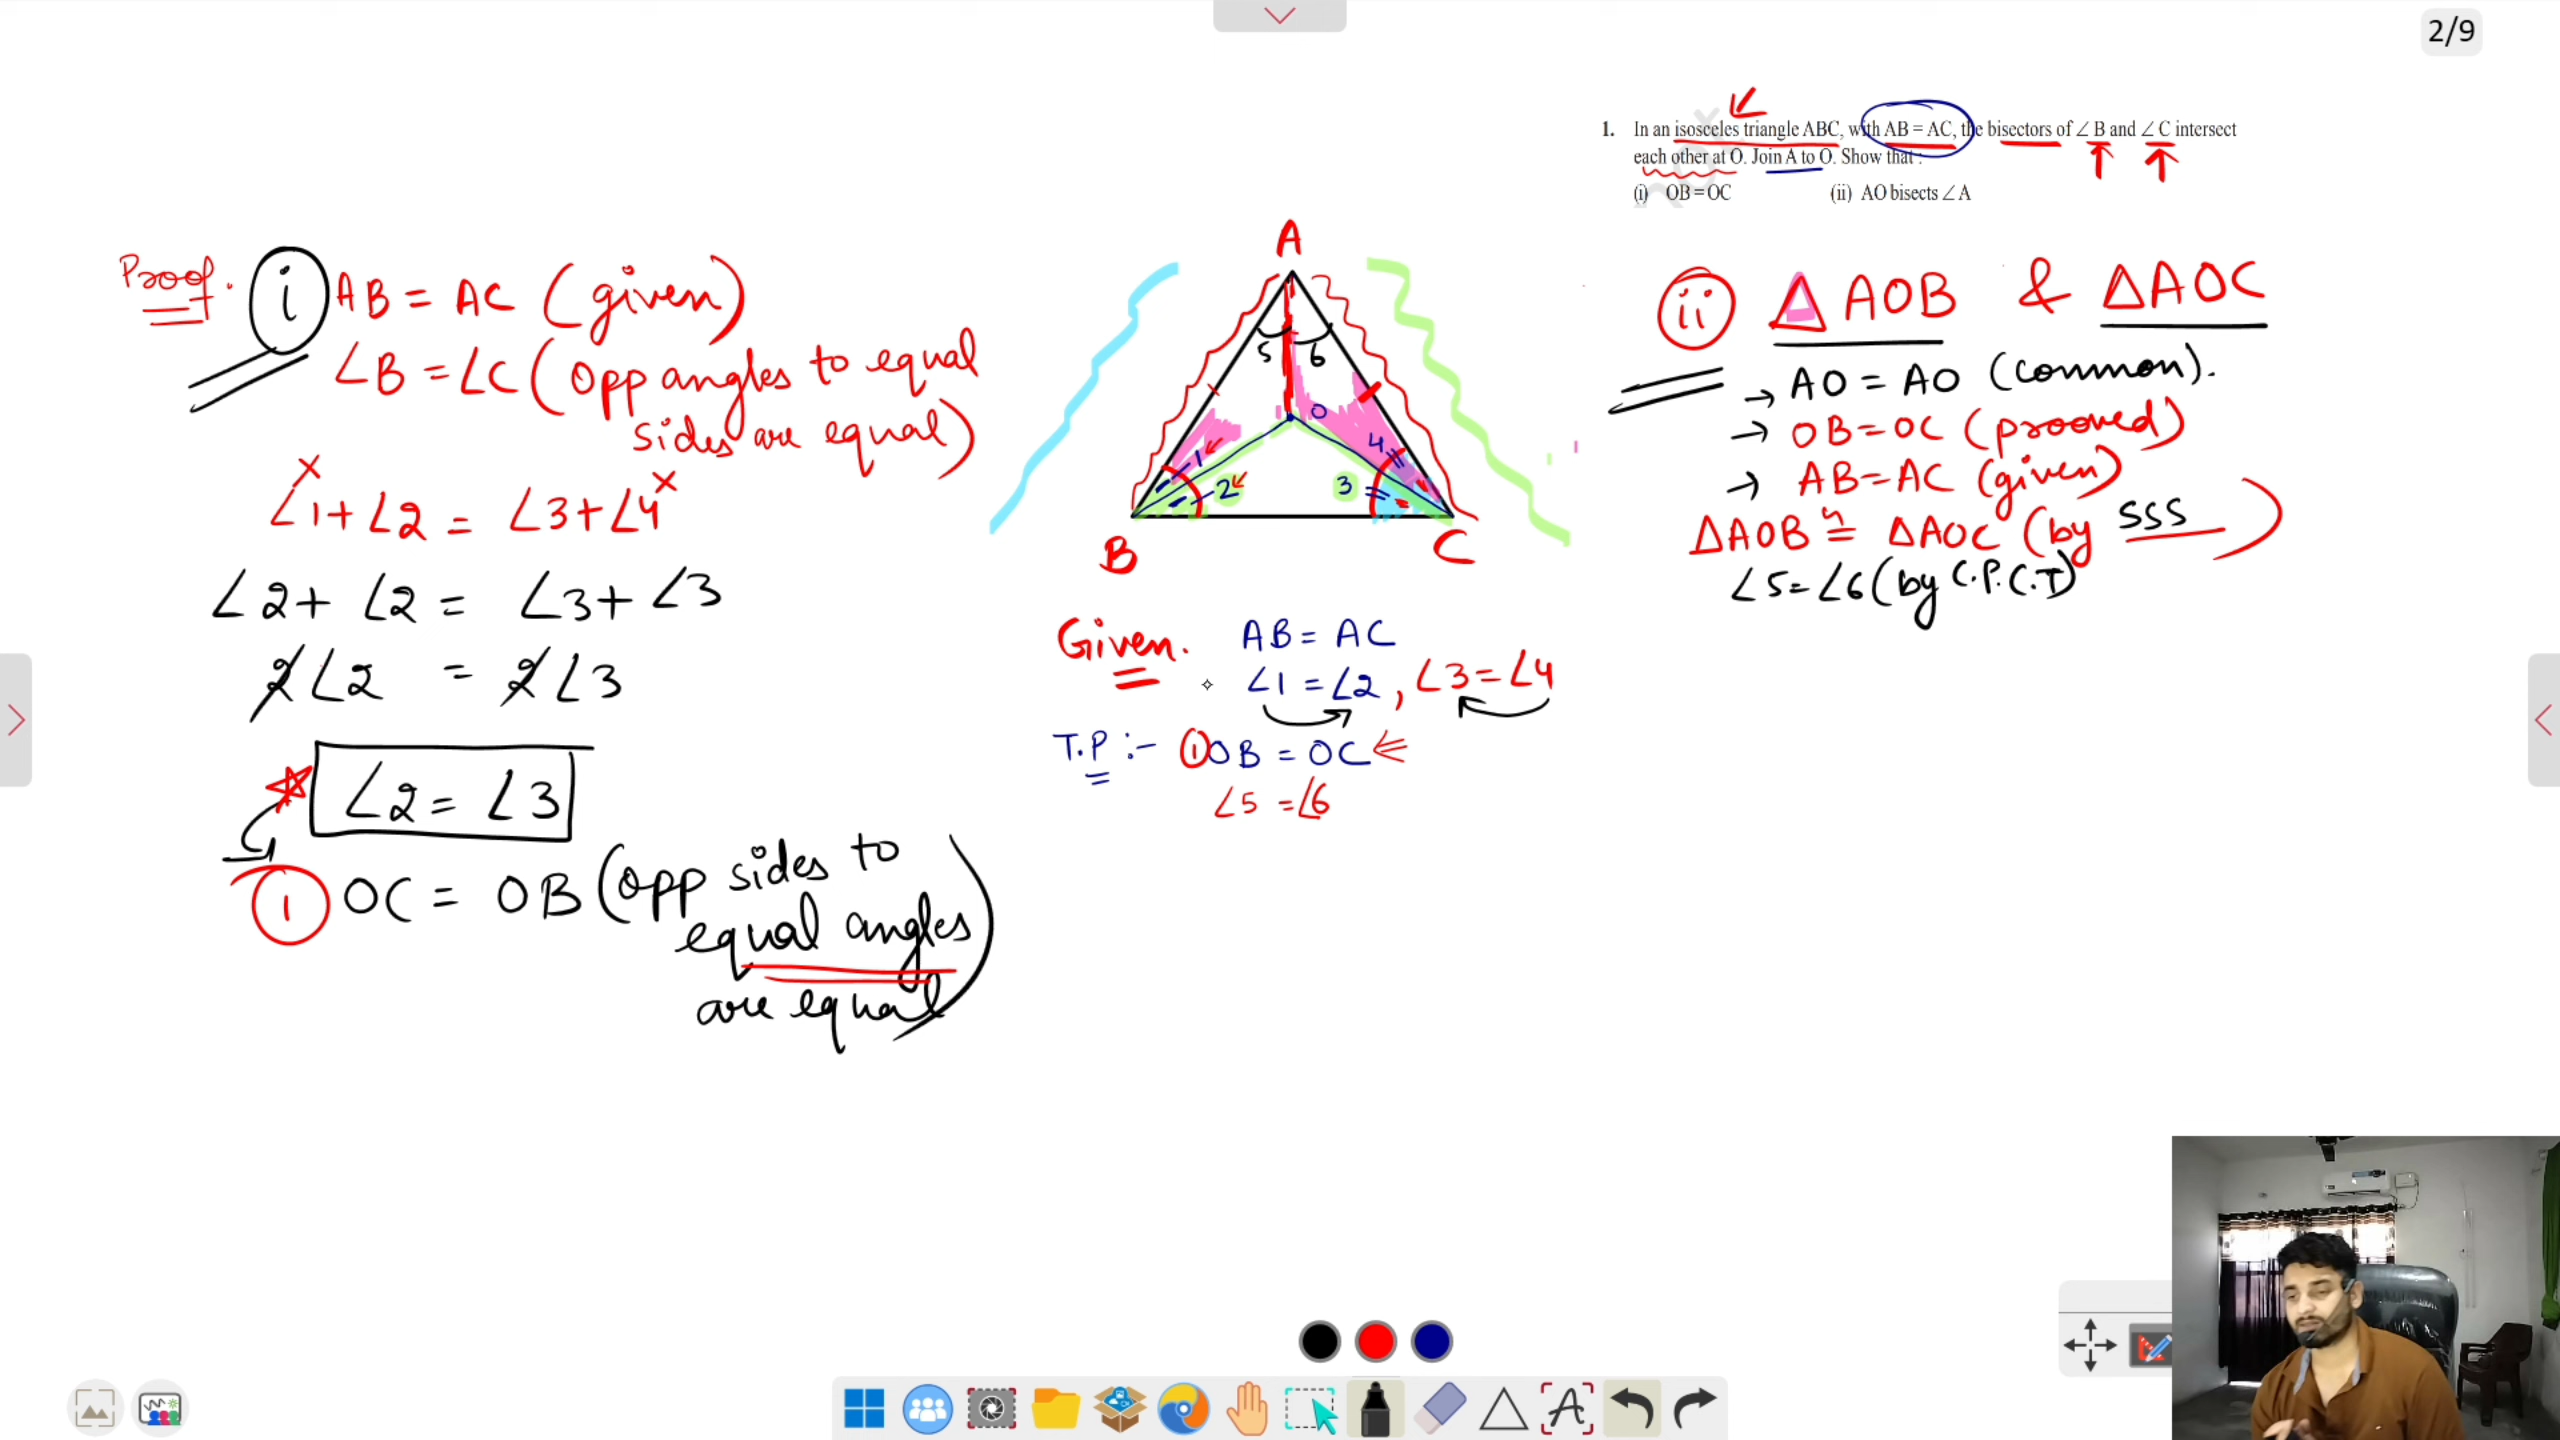 2/9
1. In an isosceles triangle ABC, with AB = AC, the bisectors of ∠ B and ∠ C intersect
each other at O. Join A to O. Show that :
(i) OB = OC (ii) AO bisects ∠ A
Proof. i AB = AC (given)
∠B = ∠C (opp angles to equal
sides are equal)
∠1 + ∠2 = ∠3 + ∠4
∠2 + ∠2 = ∠3 + ∠3
2∠2 = 2∠3
∠2 = ∠3
1 OC = OB (opp sides to
equal angles
are equal)
A
5 6
O
1 4
2 3
B C
Given. AB = AC
∠1 = ∠2, ∠3 = ∠4
T.P :- 1 OB = OC
∠5 = ∠6
ii △ AOB & △AOC
→ AO = AO (common).
→ OB = OC (prooved)
→ AB = AC (given)
△AOB ≅ △AOC (by SSS)
∠5 = ∠6 (by C.P.C.T)